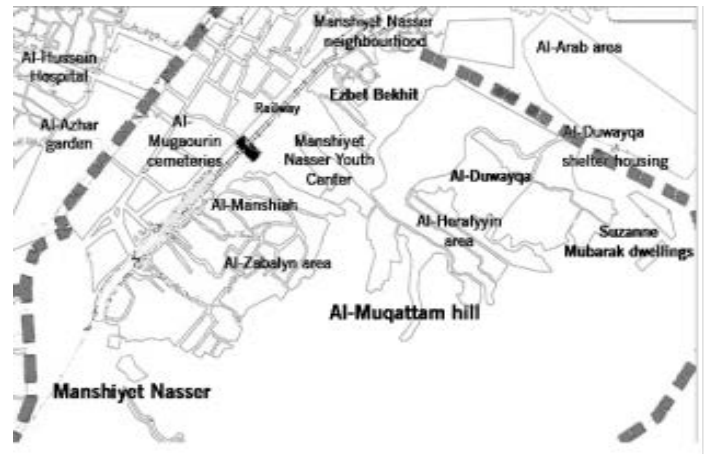 Manshiyet Nasser
neighbourhood
Al-Hussein
Hospital
Al-Arab area
Ezbet Bekhit
Railway
Al-Azhar
garden
Al-
Mugaourin
cemeteries
Manshiyet
Nasser Youth
Center
Al-Duwayqa
shelter housing
Al-Duwayqa
Al-Manshiah
Al-Herafyyin
area
Suzanne
Mubarak dwellings
Al-Zabalyn area
Al-Muqattam hill
Manshiyet Nasser